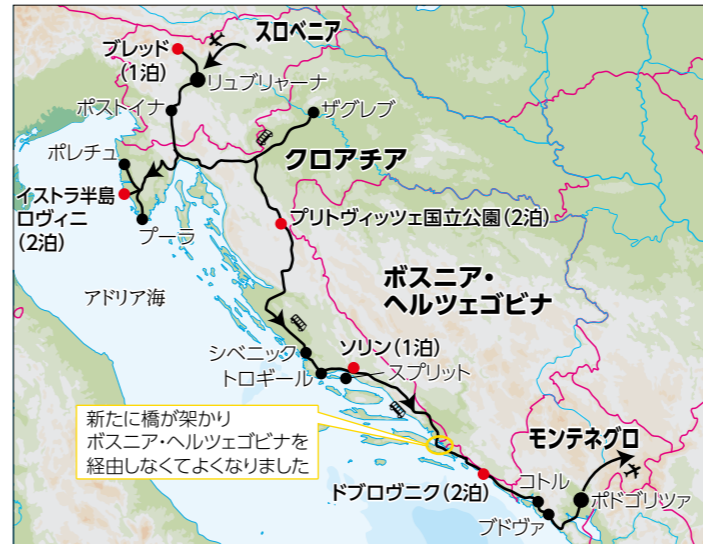 スロベニア
ブレッド
(1泊)
リュブリャーナ
ポストイナ
ザグレブ
ポレチュ
クロアチア
イストラ半島
ロヴィニ
(2泊)
プーラ
プリトヴィッツェ国立公園(2泊)
ボスニア・
ヘルツェゴビナ
アドリア海
シベニック
ソリン(1泊)
トロギール
スプリット
新たに橋が架かり
ボスニア・ヘルツェゴビナを
経由しなくてよくなりました
モンテネグロ
ドブロヴニク(2泊)
コトル
ポドゴリツァ
ブドヴァ